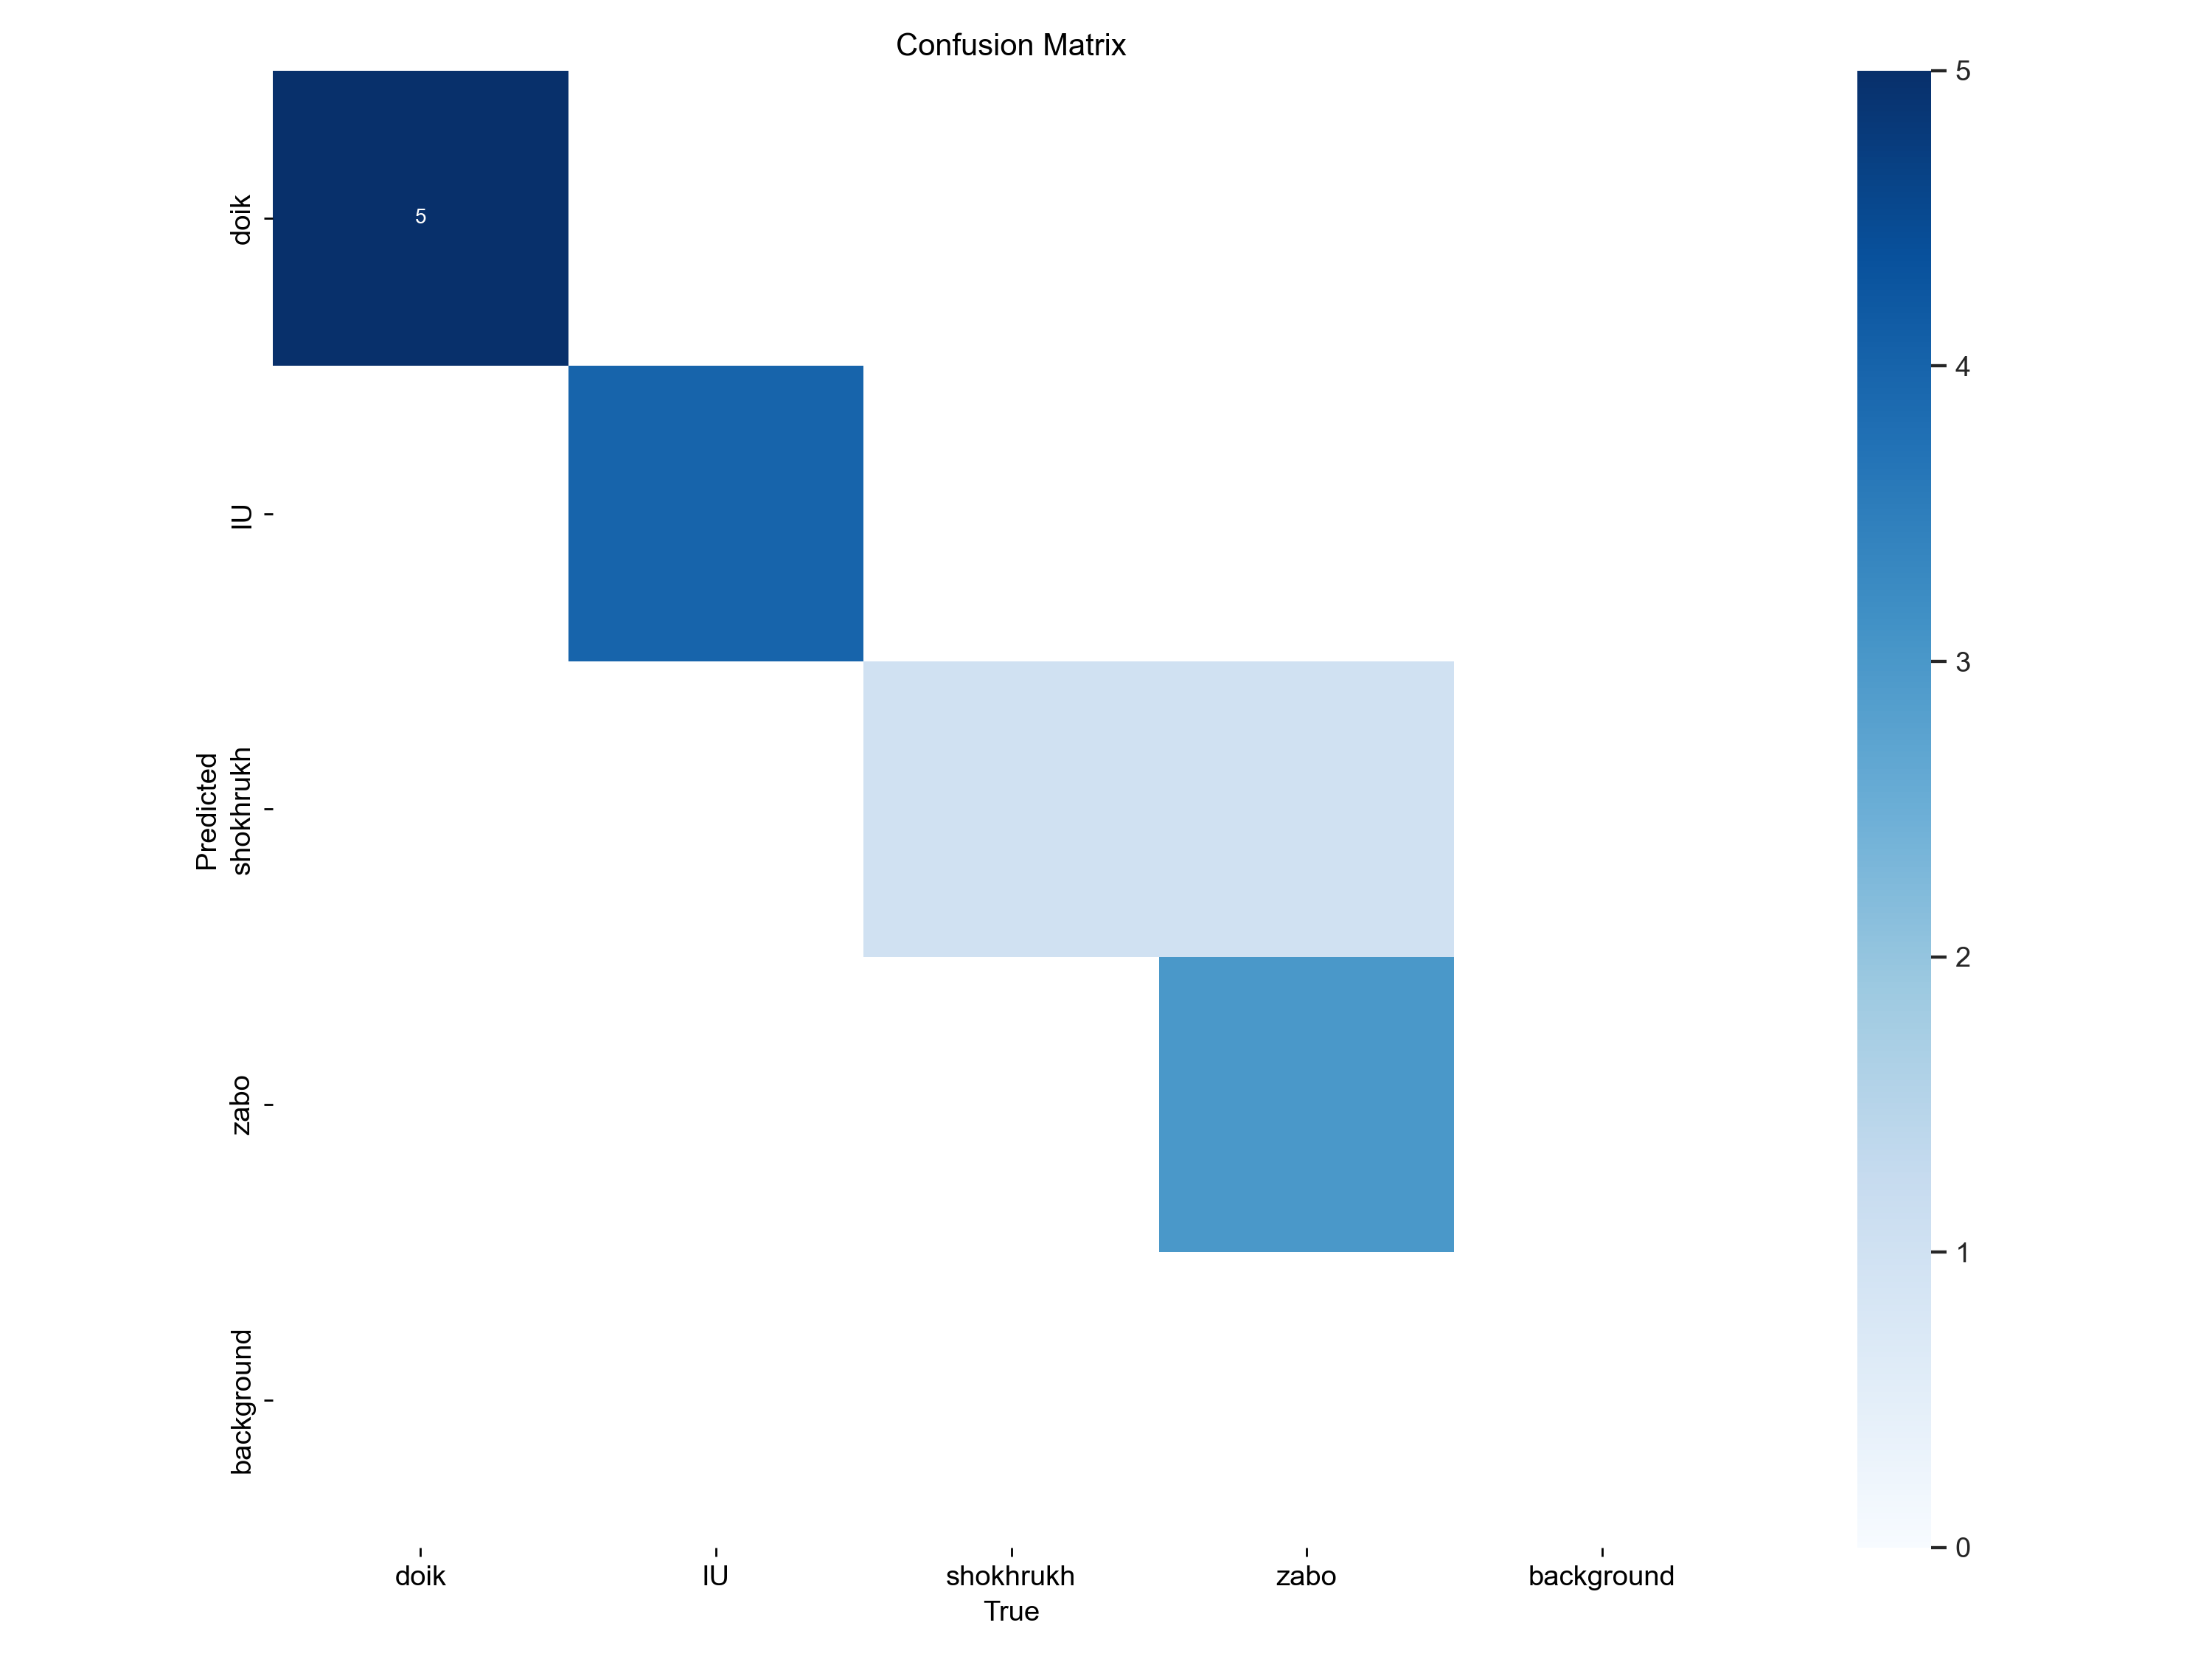 Confusion Matrix
5
doik
IU
shokhrukh
zabo
background
Predicted
doik
IU
shokhrukh
zabo
background
True
5
4
3
2
1
0